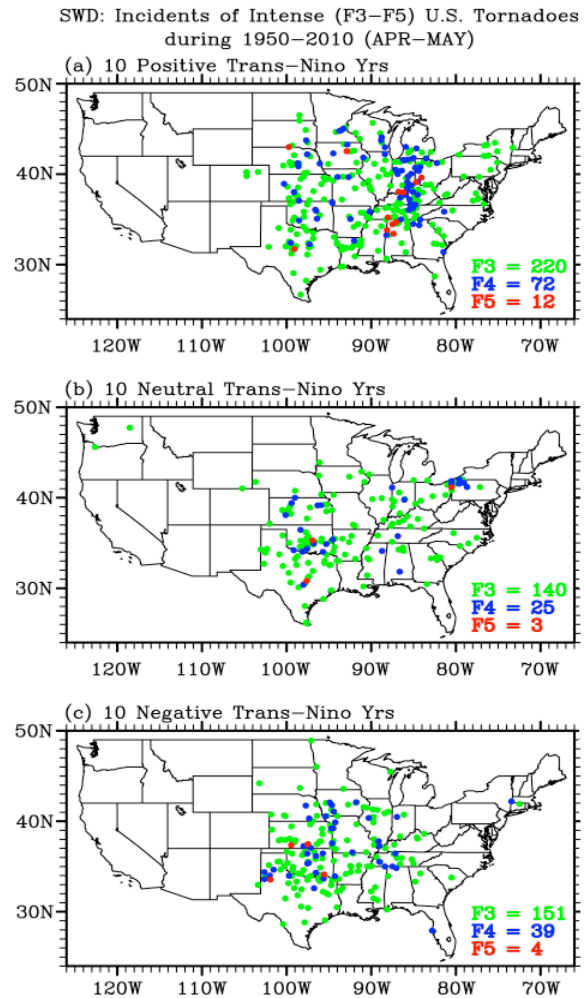 SWD: Incidents of Intense (F3−F5) U.S. Tornadoes
during 1950−2010 (APR−MAY)
(a) 10 Positive Trans−Nino Yrs
50N
40N
30N
F3 = 220
F4 = 72
F5 = 12
120W 110W 100W 90W 80W 70W
(b) 10 Neutral Trans−Nino Yrs
50N
40N
30N
F3 = 140
F4 = 25
F5 = 3
120W 110W 100W 90W 80W 70W
(c) 10 Negative Trans−Nino Yrs
50N
40N
30N
F3 = 151
F4 = 39
F5 = 4
120W 110W 100W 90W 80W 70W